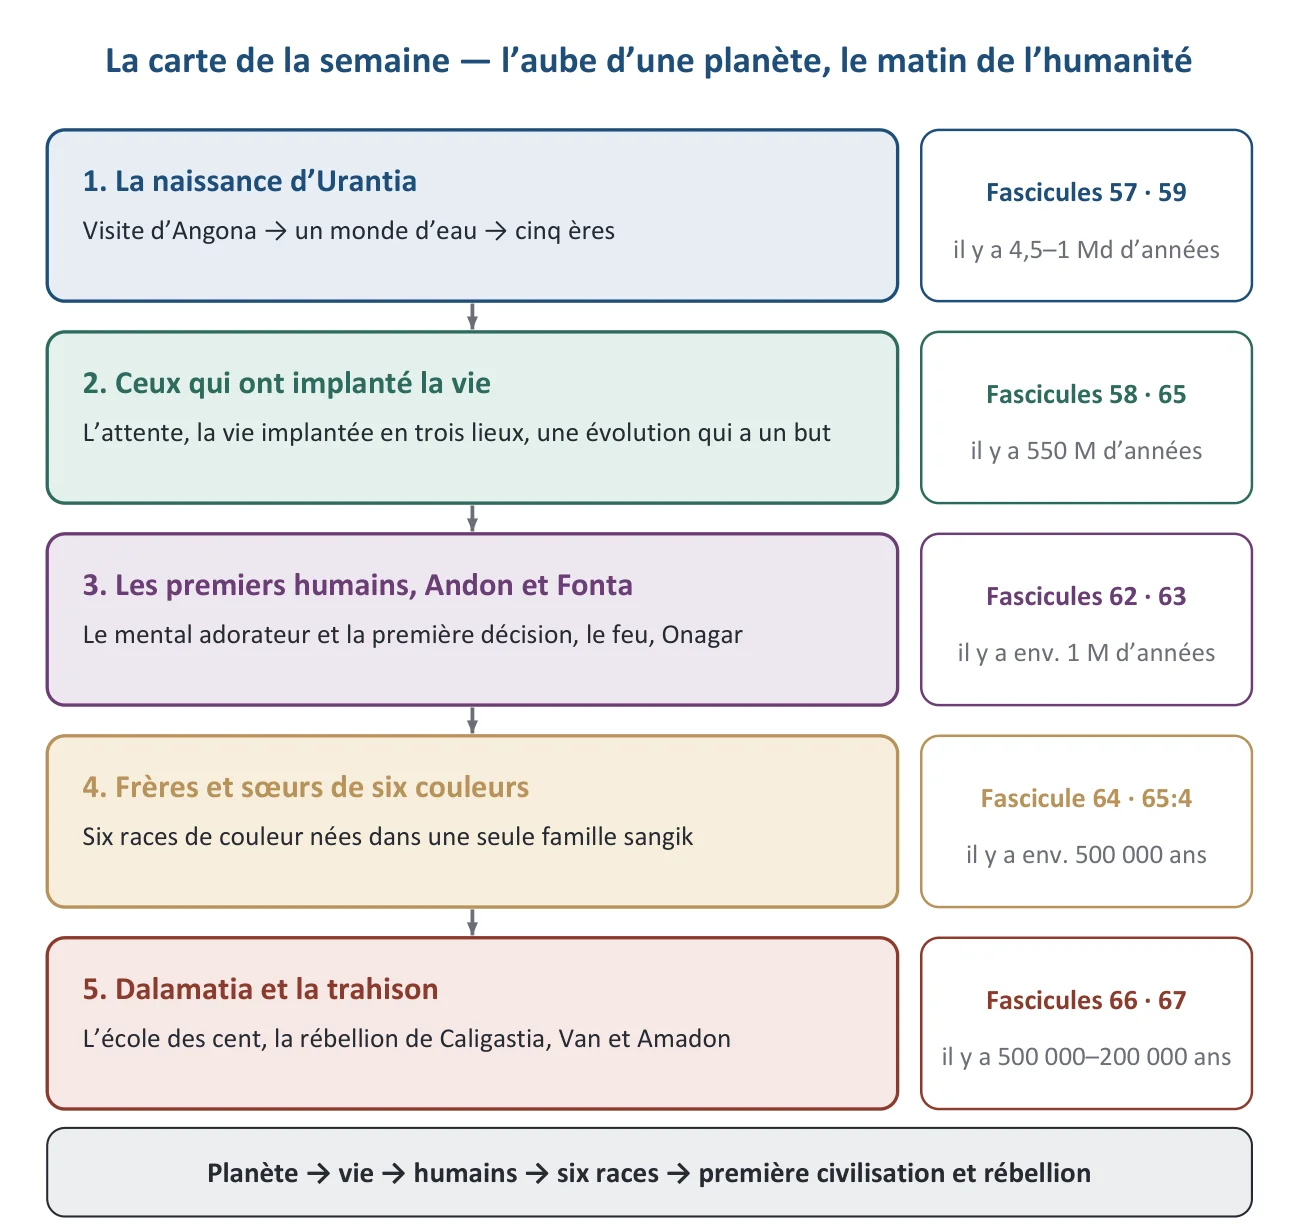 La carte de la semaine — l’aube d’une planète, le matin de l’humanité
1. La naissance d’Urantia
Visite d’Angona → un monde d’eau → cinq ères
Fascicules 57 · 59
il y a 4,5–1 Md d’années
2. Ceux qui ont implanté la vie
L’attente, la vie implantée en trois lieux, une évolution qui a un but
Fascicules 58 · 65
il y a 550 M d’années
3. Les premiers humains, Andon et Fonta
Le mental adorateur et la première décision, le feu, Onagar
Fascicules 62 · 63
il y a env. 1 M d’années
4. Frères et sœurs de six couleurs
Six races de couleur nées dans une seule famille sangik
Fascicule 64 · 65:4
il y a env. 500 000 ans
5. Dalamatia et la trahison
L’école des cent, la rébellion de Caligastia, Van et Amadon
Fascicules 66 · 67
il y a 500 000–200 000 ans
Planète → vie → humains → six races → première civilisation et rébellion